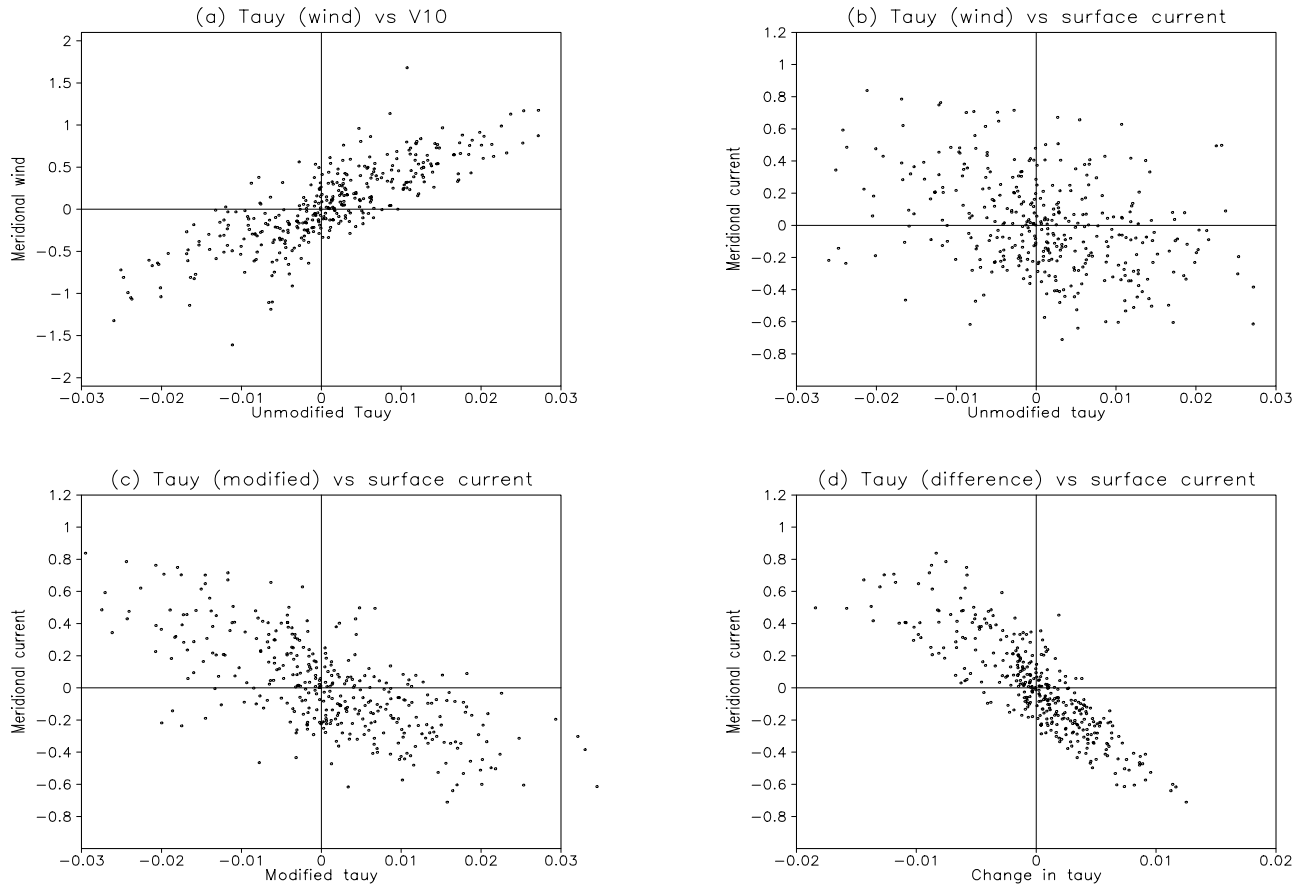 (a) Tauy (wind) vs V10
2
1.5
1
0.5
0
−0.5
−1
−1.5
−2
Meridional wind
−0.03 −0.02 −0.01 0 0.01 0.02 0.03
Unmodified Tauy
(b) Tauy (wind) vs surface current
1.2
1
0.8
0.6
0.4
0.2
0
−0.2
−0.4
−0.6
−0.8
Meridional current
−0.03 −0.02 −0.01 0 0.01 0.02 0.03
Unmodified tauy
(c) Tauy (modified) vs surface current
1.2
1
0.8
0.6
0.4
0.2
0
−0.2
−0.4
−0.6
−0.8
Meridional current
−0.03 −0.02 −0.01 0 0.01 0.02 0.03
Modified tauy
(d) Tauy (difference) vs surface current
1.2
1
0.8
0.6
0.4
0.2
0
−0.2
−0.4
−0.6
−0.8
Meridional current
−0.02 −0.01 0 0.01 0.02
Change in tauy